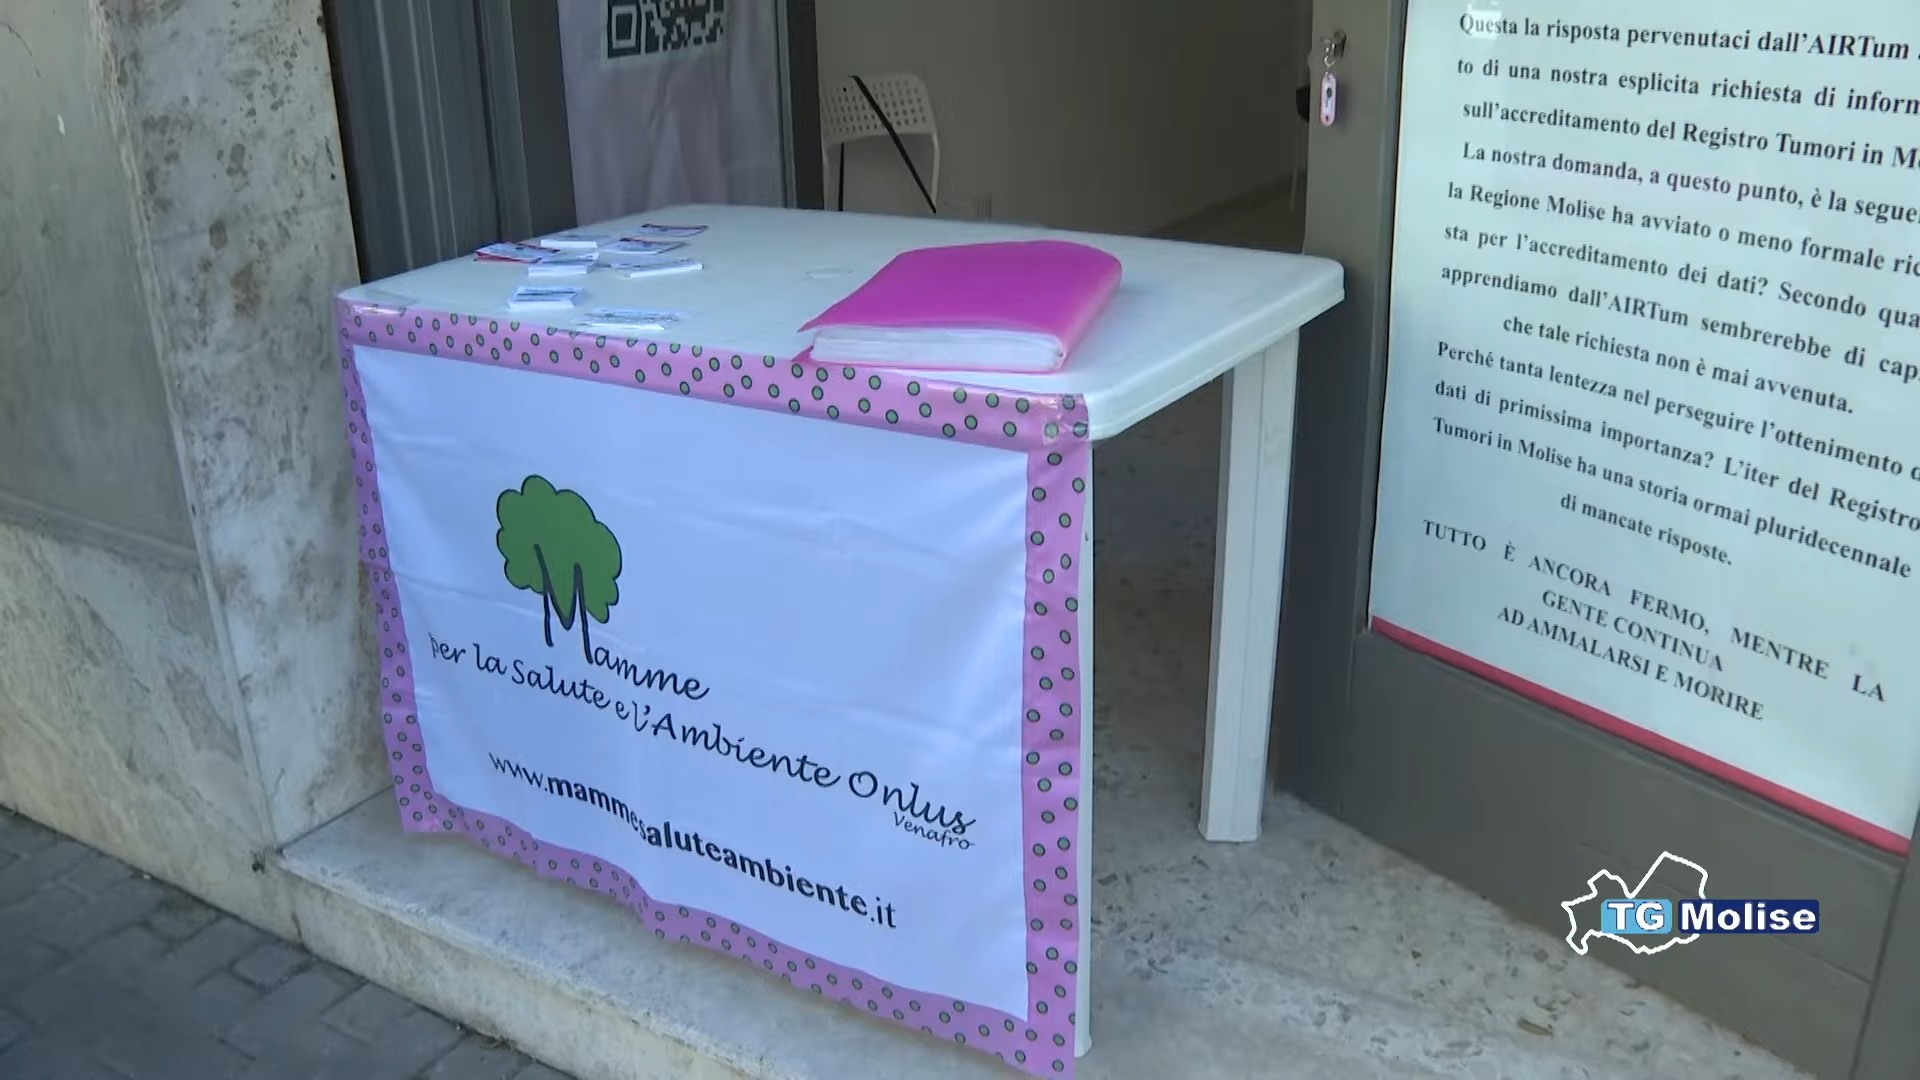 Mamme
per la Salute e l'Ambiente Onlus
Venafro
www.mammesaluteambiente.it
Questa la risposta pervenutaci dall'AIRTum
to di una nostra esplicita richiesta di
sull'accreditamento del Registro Tumori in
La nostra domanda, a questo punto, è la
la Regione Molise ha avviato o meno formale
sta per l'accreditamento dei dati? Secondo
apprendiamo dall'AIRTum sembrerebbe di
che tale richiesta non è mai avvenuta.
Perché tanta lentezza nel perseguire l'ottenimento
dati di primissima importanza? L'iter del Registro
Tumori in Molise ha una storia ormai pluridecennale
di mancate risposte.
TUTTO È ANCORA FERMO, MENTRE LA
GENTE CONTINUA
AD AMMALARSI E MORIRE
TG Molise